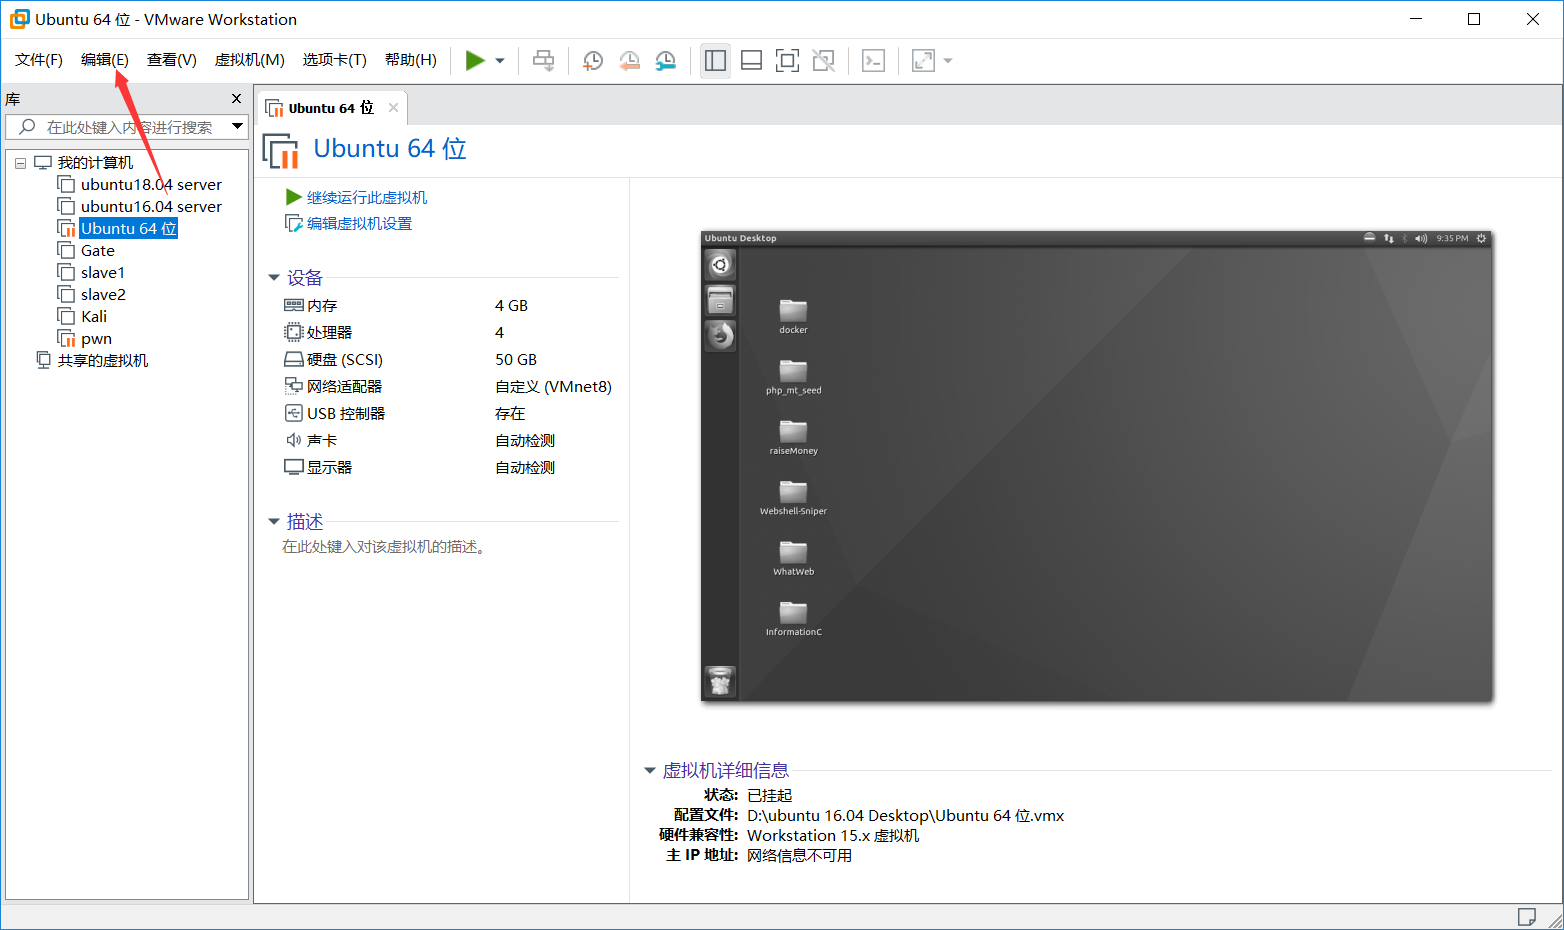 Ubuntu 64 位 - VMware Workstation
文件(F) 编辑(E) 查看(V) 虚拟机(M) 选项卡(T) 帮助(H)
库
在此处键入内容进行搜索
我的计算机
ubuntu18.04 server
ubuntu16.04 server
Ubuntu 64 位
Gate
slave1
slave2
Kali
pwn
共享的虚拟机
Ubuntu 64 位
Ubuntu 64 位
继续运行此虚拟机
编辑虚拟机设置
设备
内存 4 GB
处理器 4
硬盘 (SCSI) 50 GB
网络适配器 自定义 (VMnet8)
USB 控制器 存在
声卡 自动检测
显示器 自动检测
描述
在此处键入对该虚拟机的描述。
Ubuntu Desktop 9:35 PM
docker
php_mt_seed
raiseMoney
Webshell-Sniper
WhatWeb
InformationC
虚拟机详细信息
状态: 已挂起
配置文件: D:\ubuntu 16.04 Desktop\Ubuntu 64 位.vmx
硬件兼容性: Workstation 15.x 虚拟机
主 IP 地址: 网络信息不可用